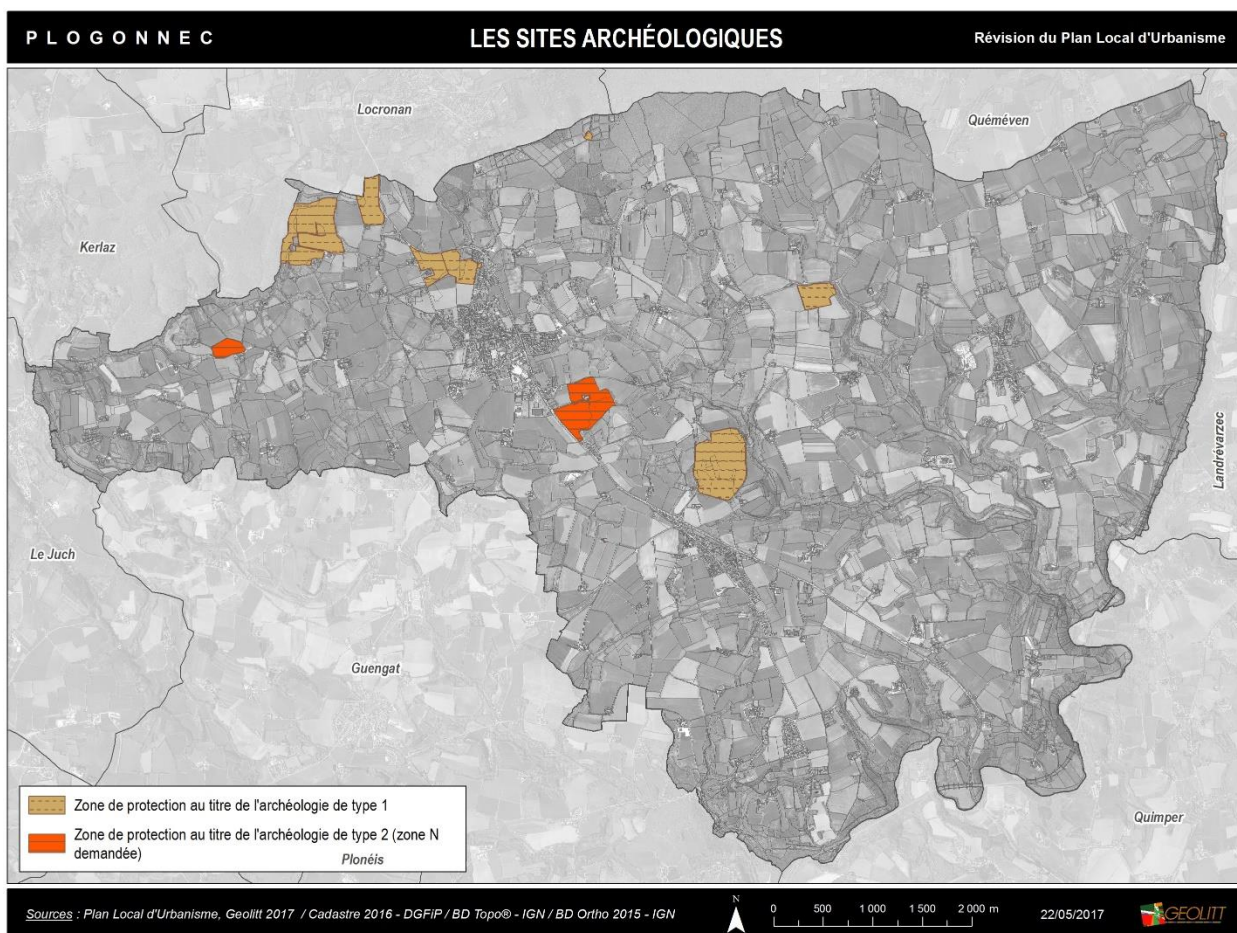 PLOGONNEC
LES SITES ARCHÉOLOGIQUES
Révision du Plan Local d'Urbanisme
Locronan
Quéméven
Kerlaz
Landrévarzec
Le Juch
Guengat
Quimper
Zone de protection au titre de l'archéologie de type 1
Zone de protection au titre de l'archéologie de type 2 (zone N
demandée)
Plonéis
Sources : Plan Local d'Urbanisme, Geolitt 2017 / Cadastre 2016 - DGFiP / BD Topo® - IGN / BD Ortho 2015 - IGN
N
0 500 1 000 1 500 2 000 m
22/05/2017
GEOLITT